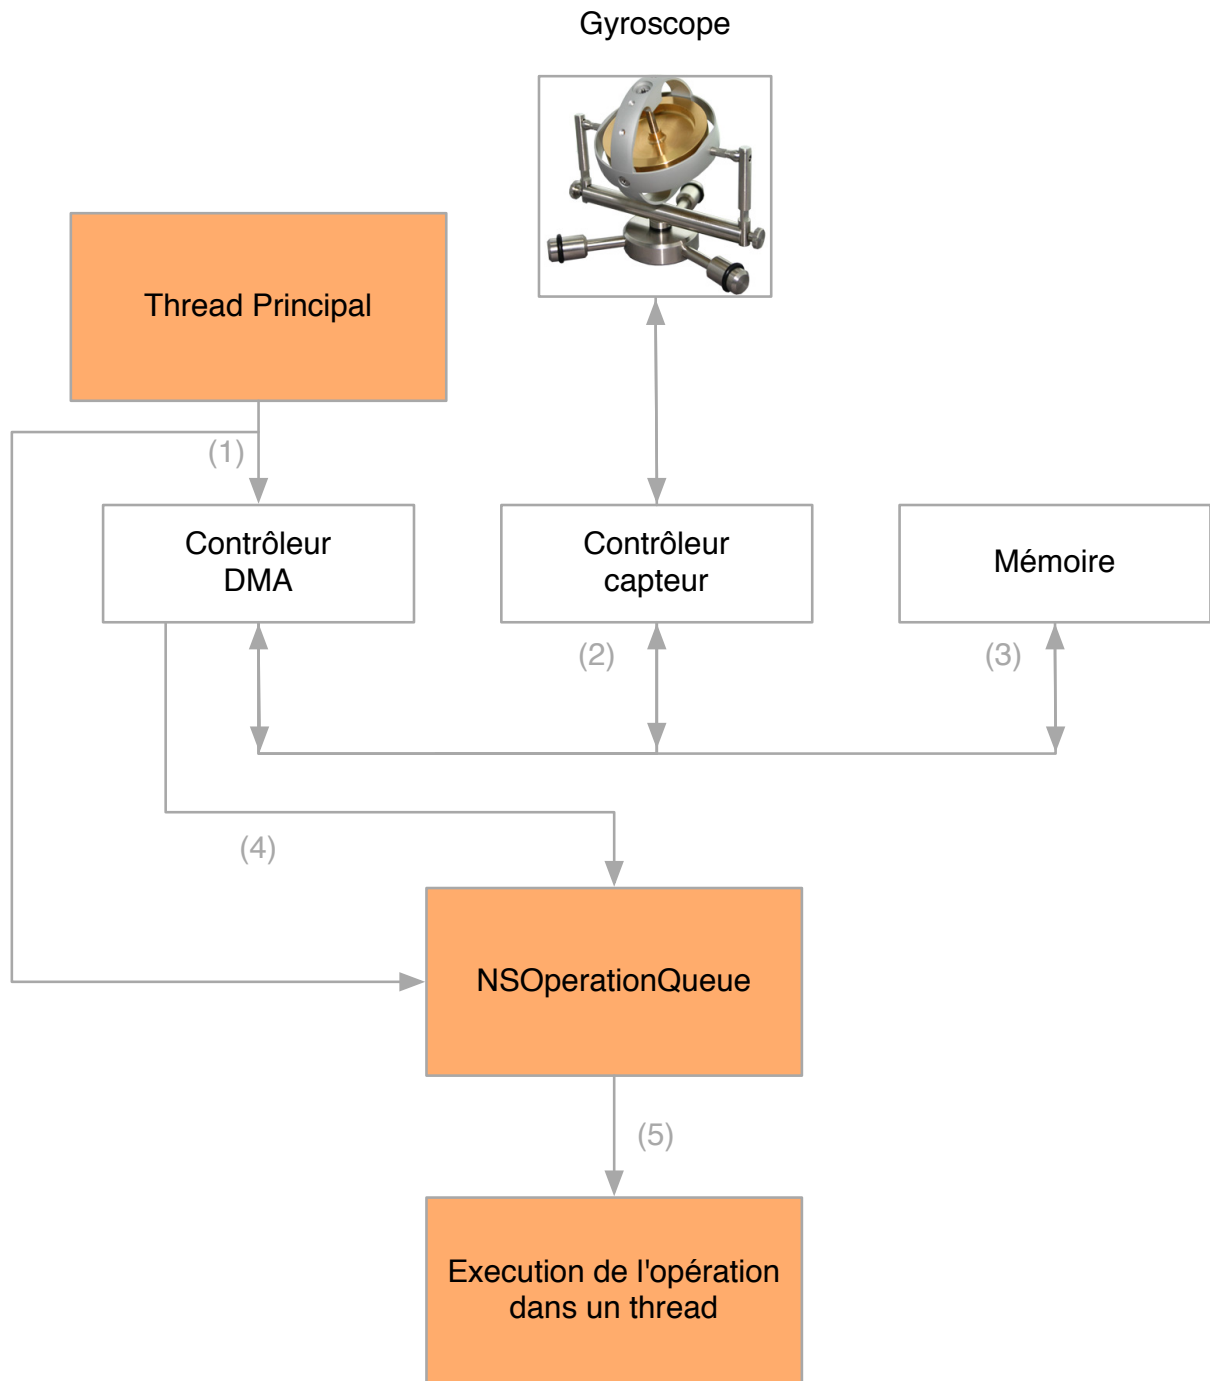 Gyroscope
Thread Principal
(1)
Contrôleur
DMA
Contrôleur
capteur
Mémoire
(2)
(3)
(4)
NSOperationQueue
(5)
Execution de l'opération
dans un thread